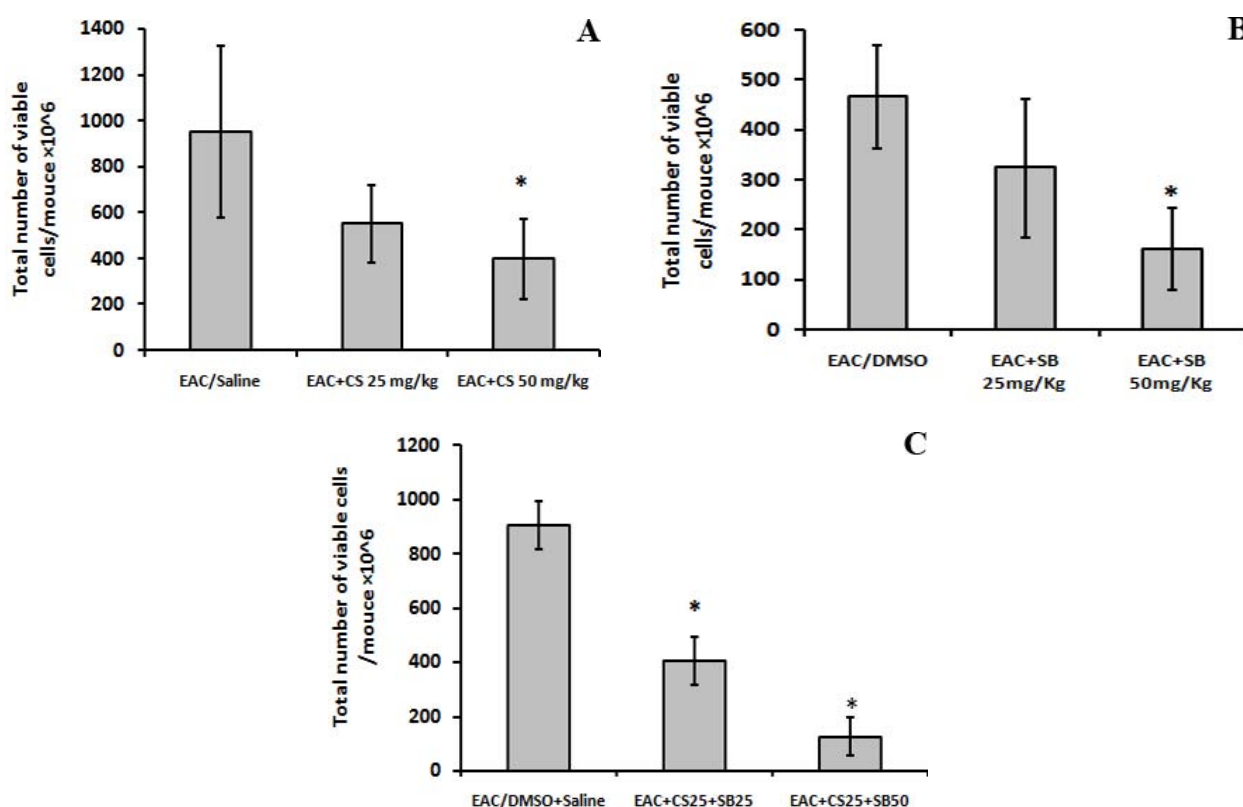 A
Total number of viable
cells/mouce ×10^6
1400
1200
1000
800
600
400
200
0
*
EAC/Saline EAC+CS 25 mg/kg EAC+CS 50 mg/kg
B
Total number of viable
cells/mouce ×10^6
600
500
400
300
200
100
0
*
EAC/DMSO EAC+SB EAC+SB
25mg/Kg 50mg/Kg
C
Total number of viable cells
/mouce ×10^6
1200
1000
800
600
400
200
0
*
*
EAC/DMSO+Saline EAC+CS25+SB25 EAC+CS25+SB50